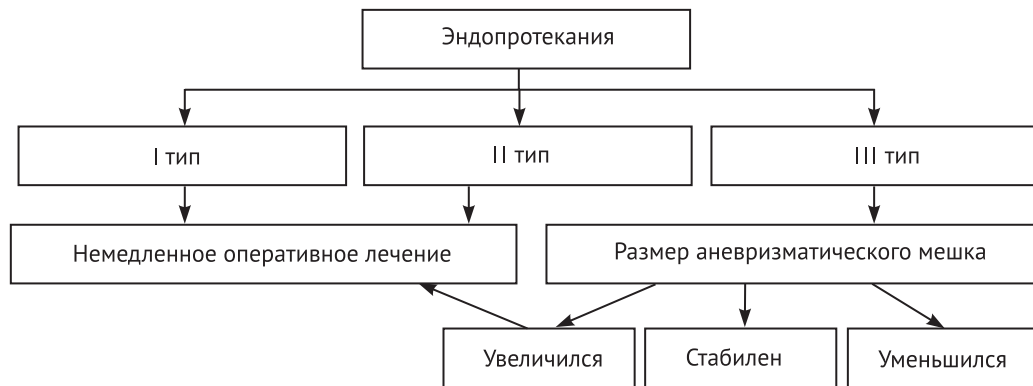 Эндопротекания
I тип
II тип
III тип
Немедленное оперативное лечение
Размер аневризматического мешка
Увеличился
Стабилен
Уменьшился